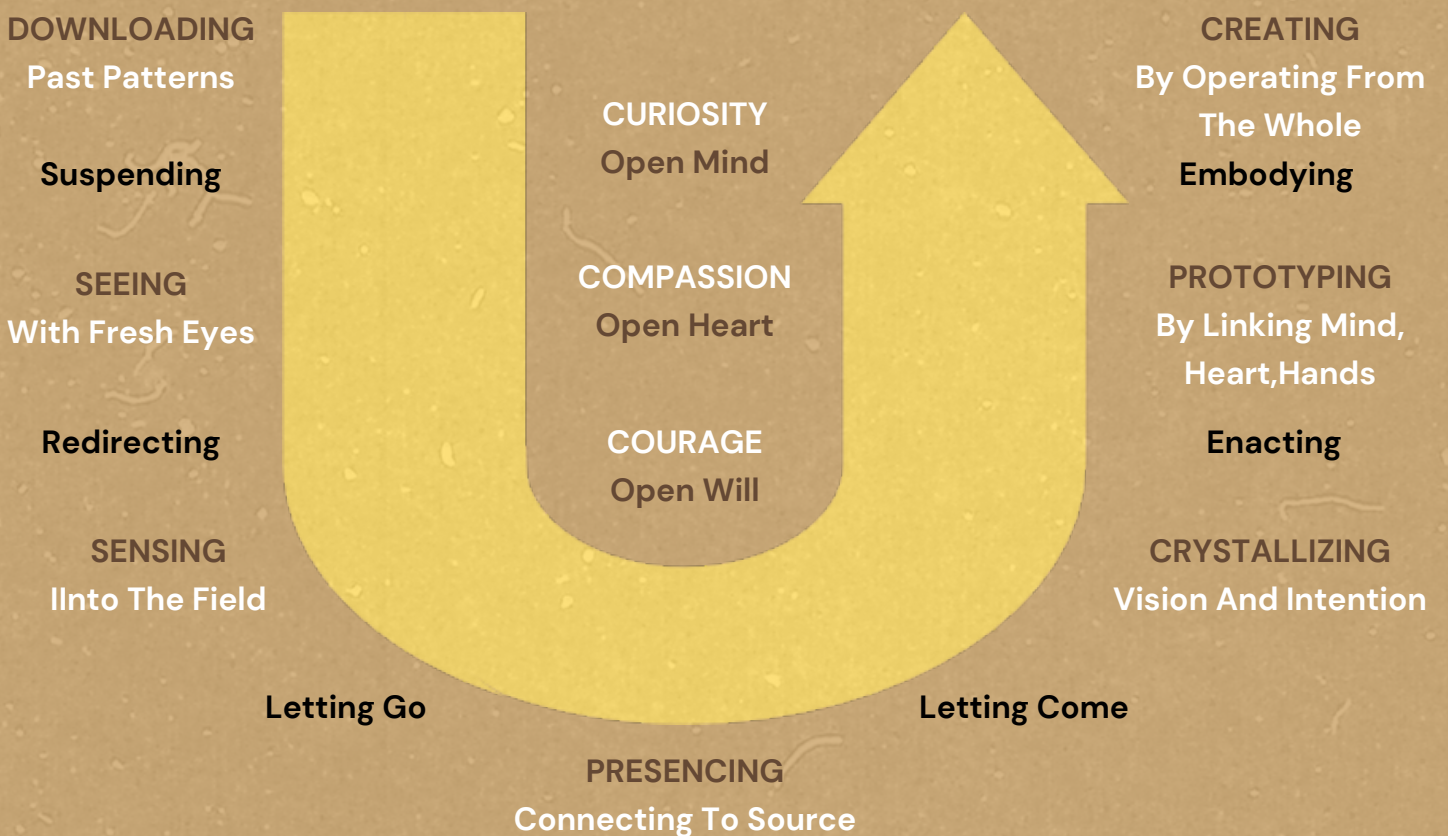 DOWNLOADING
Past Patterns
Suspending
SEEING
With Fresh Eyes
Redirecting
SENSING
IInto The Field
Letting Go
PRESENCING
Connecting To Source
Letting Come
CRYSTALLIZING
Vision And Intention
Enacting
PROTOTYPING
By Linking Mind,
Heart,Hands
Embodying
CREATING
By Operating From
The Whole
CURIOSITY
Open Mind
COMPASSION
Open Heart
COURAGE
Open Will